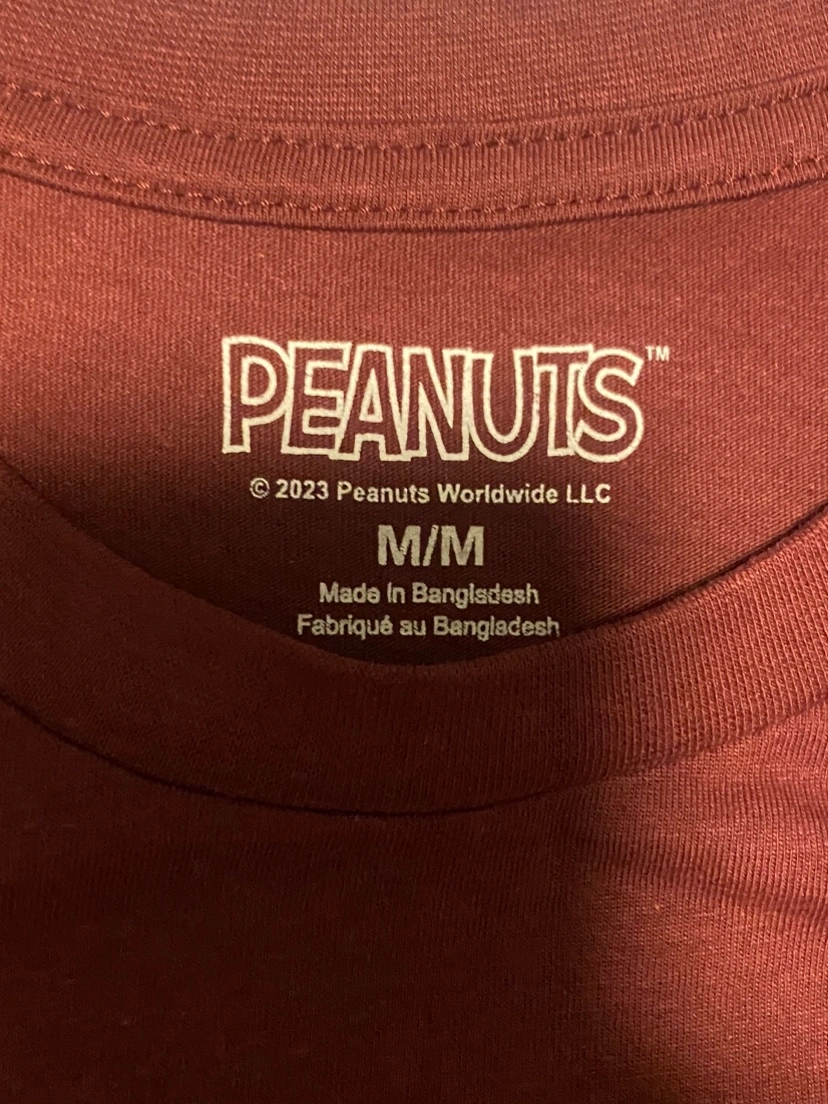 PEANUTS™
© 2023 Peanuts Worldwide LLC
M/M
Made in Bangladesh
Fabriqué au Bangladesh